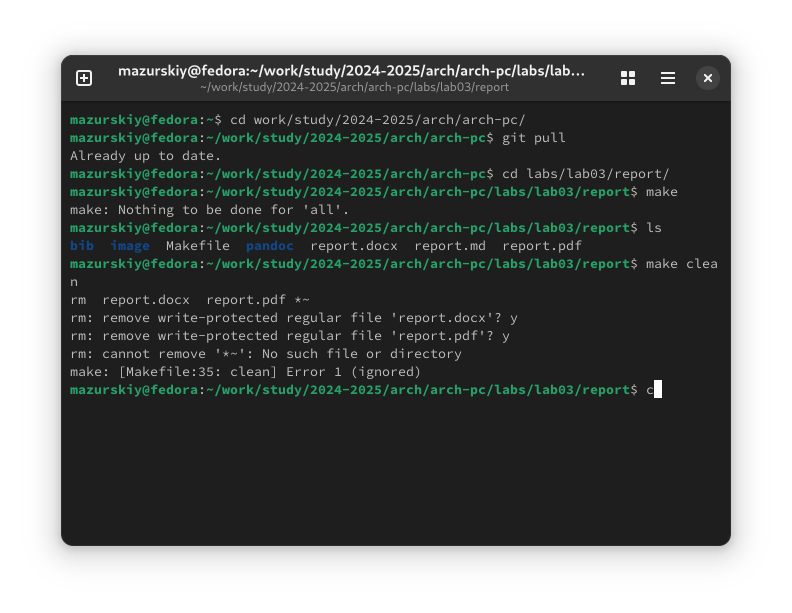 mazurskiy@fedora:~/work/study/2024-2025/arch/arch-pc/labs/lab...
~/work/study/2024-2025/arch/arch-pc/labs/lab03/report
mazurskiy@fedora:~$ cd work/study/2024-2025/arch/arch-pc/
mazurskiy@fedora:~/work/study/2024-2025/arch/arch-pc$ git pull
Already up to date.
mazurskiy@fedora:~/work/study/2024-2025/arch/arch-pc$ cd labs/lab03/report/
mazurskiy@fedora:~/work/study/2024-2025/arch/arch-pc/labs/lab03/report$ make
make: Nothing to be done for 'all'.
mazurskiy@fedora:~/work/study/2024-2025/arch/arch-pc/labs/lab03/report$ ls
bib  image  Makefile  pandoc  report.docx  report.md  report.pdf
mazurskiy@fedora:~/work/study/2024-2025/arch/arch-pc/labs/lab03/report$ make clea
n
rm  report.docx  report.pdf *~
rm: remove write-protected regular file 'report.docx'? y
rm: remove write-protected regular file 'report.pdf'? y
rm: cannot remove '*~': No such file or directory
make: [Makefile:35: clean] Error 1 (ignored)
mazurskiy@fedora:~/work/study/2024-2025/arch/arch-pc/labs/lab03/report$ c